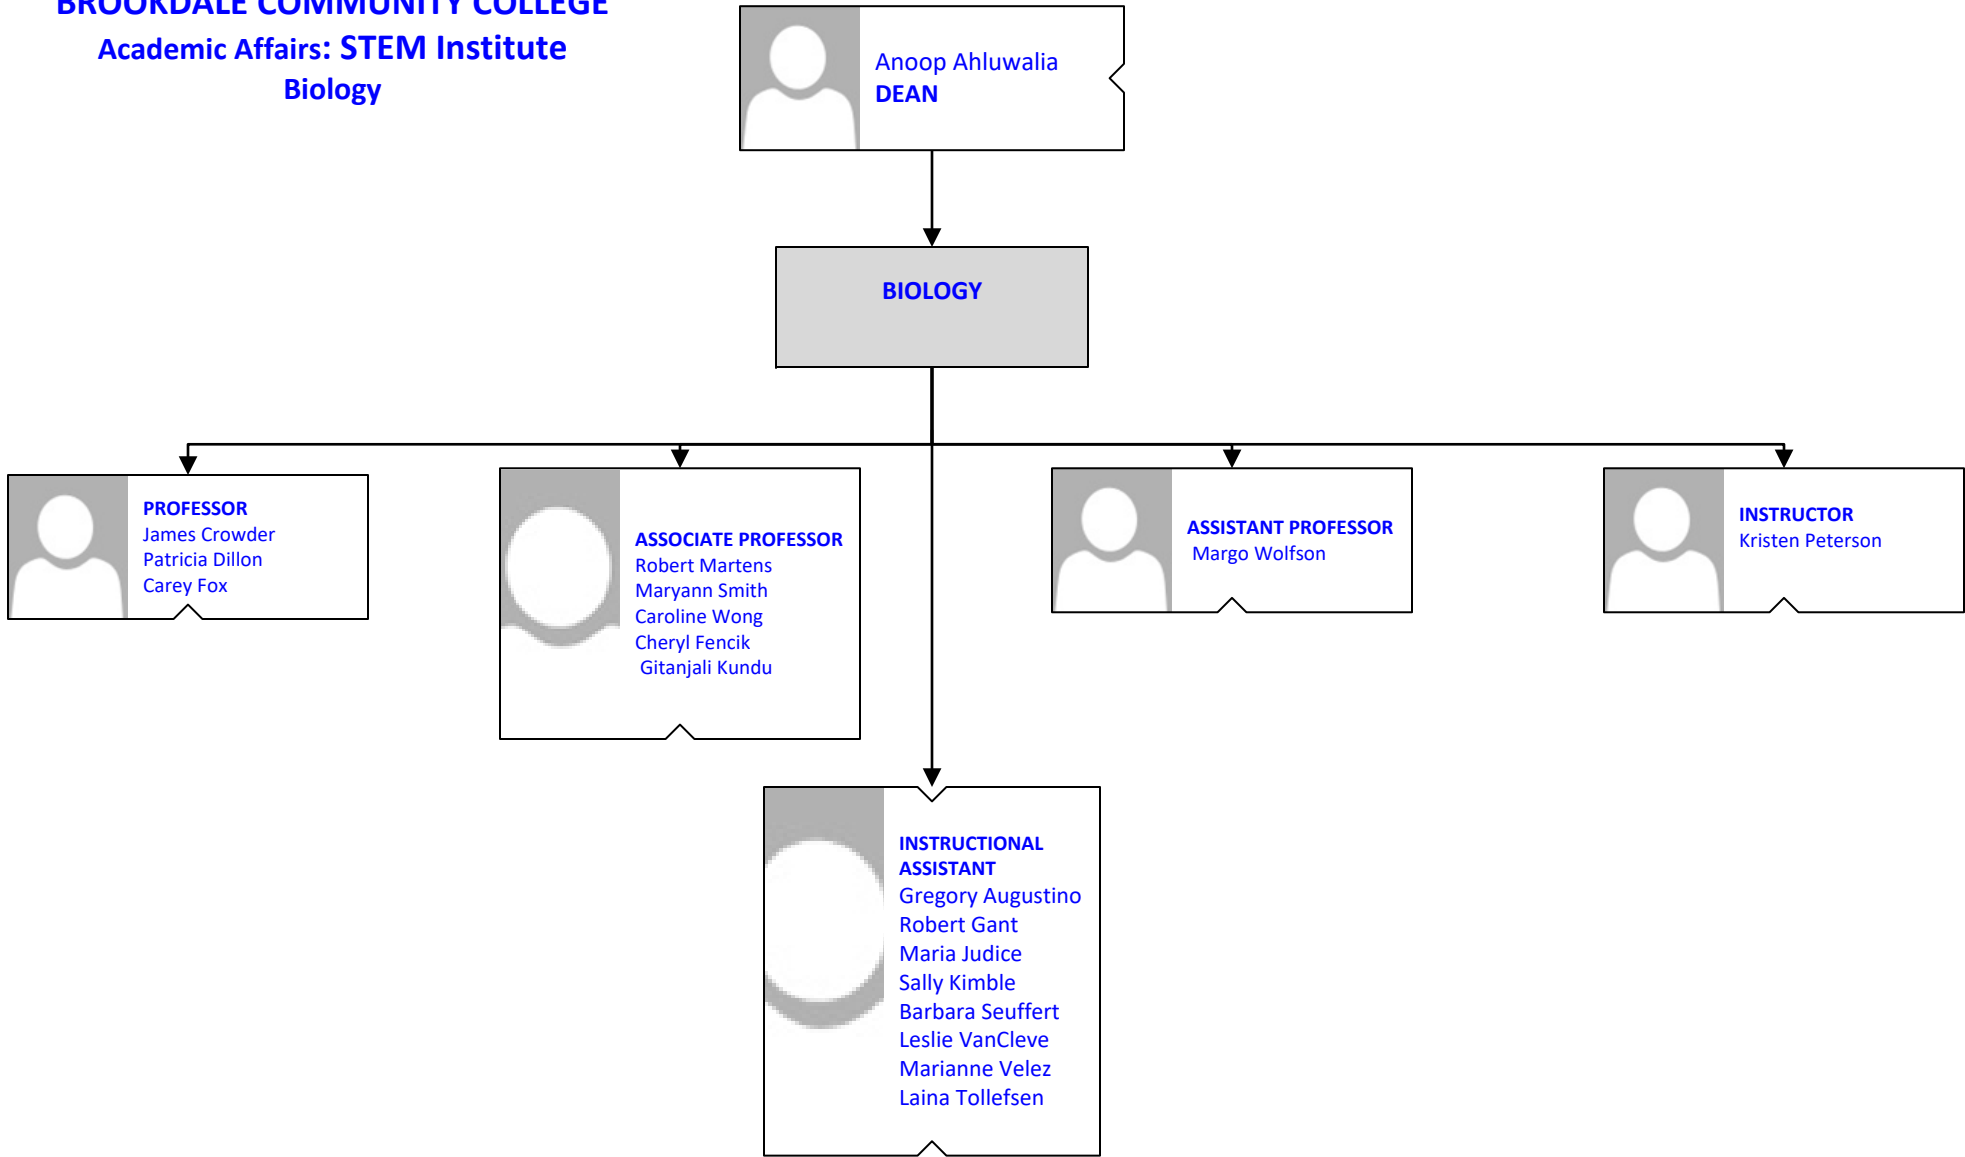 BROOKDALE COMMUNITY COLLEGE
Academic Affairs: STEM Institute
Biology
Anoop Ahluwalia
DEAN
BIOLOGY
PROFESSOR
James Crowder
Patricia Dillon
Carey Fox
ASSOCIATE PROFESSOR
Robert Martens
Maryann Smith
Caroline Wong
Cheryl Fencik
Gitanjali Kundu
ASSISTANT PROFESSOR
Margo Wolfson
INSTRUCTOR
Kristen Peterson
INSTRUCTIONAL
ASSISTANT
Gregory Augustino
Robert Gant
Maria Judice
Sally Kimble
Barbara Seuffert
Leslie VanCleve
Marianne Velez
Laina Tollefsen